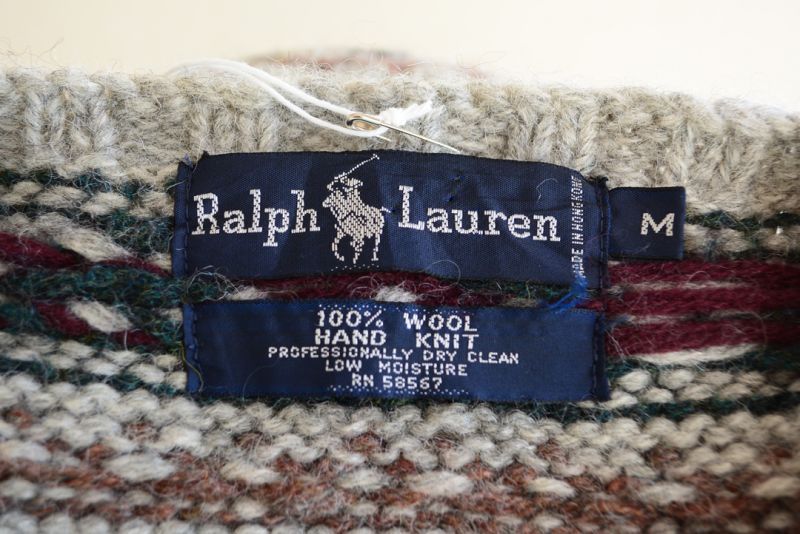 Ralph Lauren
MADE IN HONG KONG
M
100% WOOL
HAND KNIT
PROFESSIONALLY DRY CLEAN
LOW MOISTURE
RN 58567